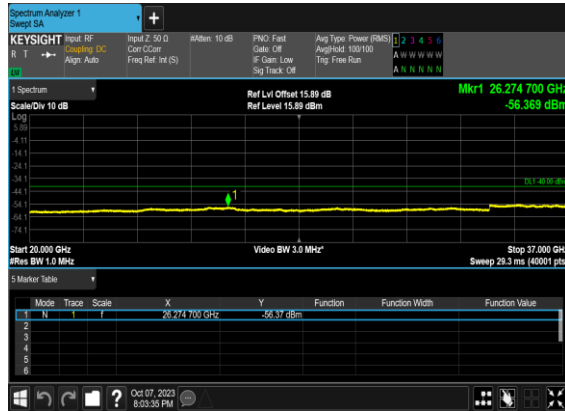 Spectrum Analyzer 1
Swept SA
+
KEYSIGHT Input: RF Input Z: 50 Ω #Atten: 10 dB PNO: Fast Avg Type: Power (RMS) 1 2 3 4 5 6
R T Coupling: DC Corr CCorr Gate: Off Avg|Hold: 100/100 A W W W W W
Align: Auto Freq Ref: Int (S) IF Gain: Low Trig: Free Run A N N N N N
Sig Track: Off
1 Spectrum
Ref Lvl Offset 15.89 dB Mkr1 26.274 700 GHz
Scale/Div 10 dB Ref Level 15.89 dBm -56.369 dBm
Log
5.89
-4.11
-14.1
-24.1
-34.1
DL1 -40.00 dBm
-44.1
1
-54.1
-64.1
-74.1
Start 20.000 GHz Video BW 3.0 MHz* Stop 37.000 GHz
#Res BW 1.0 MHz Sweep 29.3 ms (40001 pts)
5 Marker Table
Mode Trace Scale X Y Function Function Width Function Value
1 N 1 f 26.274 700 GHz -56.37 dBm
2
3
4
5
6
? Oct 07, 2023
8:03:35 PM